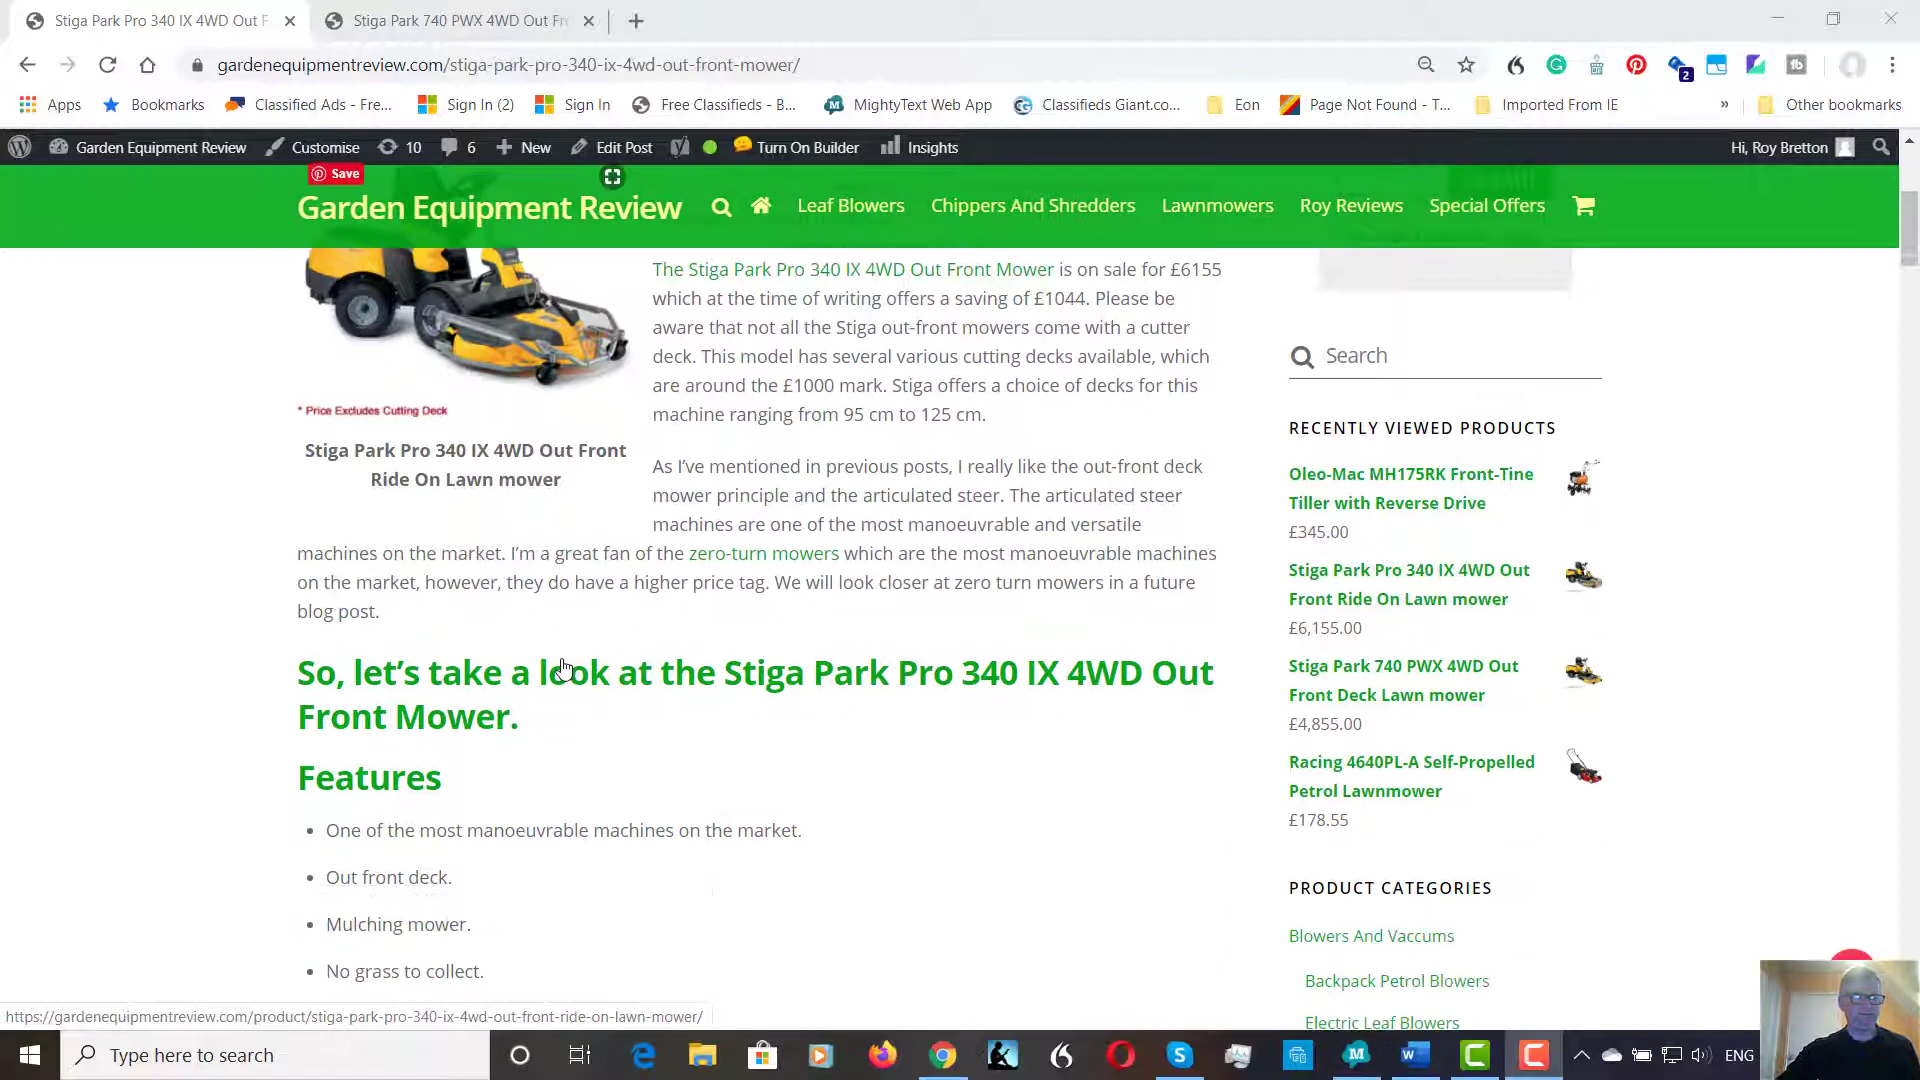 Stiga Park Pro 340 IX 4WD Out F
Stiga Park 740 PWX 4WD Out Fr
gardenequipmentreview.com/stiga-park-pro-340-ix-4wd-out-front-mower/
2
Apps
Bookmarks
Classified Ads - Fre...
Sign In (2)
Sign In
Free Classifieds - B...
MightyText Web App
Classifieds Giant.co...
Eon
Page Not Found - T...
Imported From IE
»
Other bookmarks
Garden Equipment Review
Customise
10
6
New
Edit Post
Turn On Builder
Insights
Hi, Roy Bretton
Save
Garden Equipment Review
Leaf Blowers
Chippers And Shredders
Lawnmowers
Roy Reviews
Special Offers
* Price Excludes Cutting Deck
Stiga Park Pro 340 IX 4WD Out Front
Ride On Lawn mower
The Stiga Park Pro 340 IX 4WD Out Front Mower is on sale for £6155
which at the time of writing offers a saving of £1044. Please be
aware that not all the Stiga out-front mowers come with a cutter
deck. This model has several various cutting decks available, which
are around the £1000 mark. Stiga offers a choice of decks for this
machine ranging from 95 cm to 125 cm.
As I've mentioned in previous posts, I really like the out-front deck
mower principle and the articulated steer. The articulated steer
machines are one of the most manoeuvrable and versatile
machines on the market. I'm a great fan of the zero-turn mowers which are the most manoeuvrable machines
on the market, however, they do have a higher price tag. We will look closer at zero turn mowers in a future
blog post.
So, let's take a look at the Stiga Park Pro 340 IX 4WD Out
Front Mower.
Features
• One of the most manoeuvrable machines on the market.
• Out front deck.
• Mulching mower.
• No grass to collect.
Search
RECENTLY VIEWED PRODUCTS
Oleo-Mac MH175RK Front-Tine
Tiller with Reverse Drive
£345.00
Stiga Park Pro 340 IX 4WD Out
Front Ride On Lawn mower
£6,155.00
Stiga Park 740 PWX 4WD Out
Front Deck Lawn mower
£4,855.00
Racing 4640PL-A Self-Propelled
Petrol Lawnmower
£178.55
PRODUCT CATEGORIES
Blowers And Vaccums
Backpack Petrol Blowers
Electric Leaf Blowers
https://gardenequipmentreview.com/product/stiga-park-pro-340-ix-4wd-out-front-ride-on-lawn-mower/
Type here to search
ENG